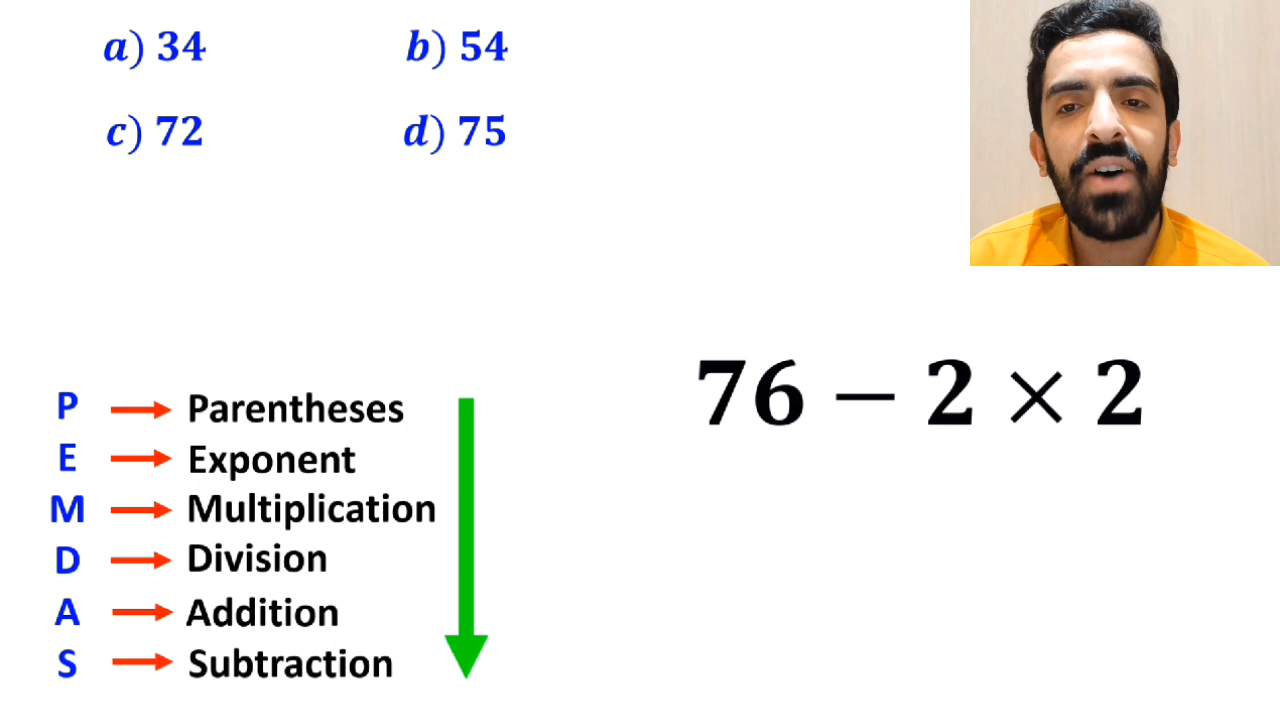 a) 34 b) 54
c) 72 d) 75
76 − 2 × 2
P → Parentheses
E → Exponent
M → Multiplication
D → Division
A → Addition
S → Subtraction